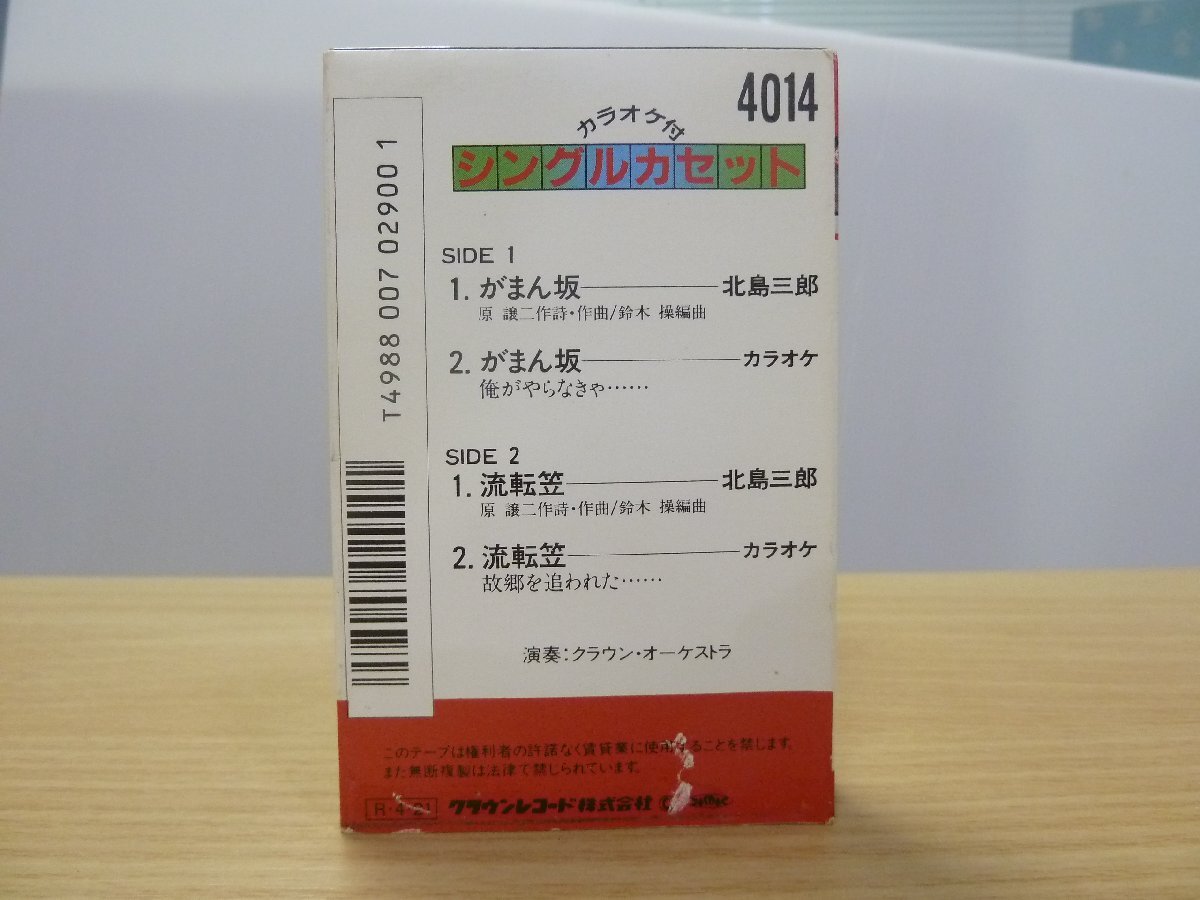 4014
カラオケ付
シングルカセット
T4988 007 02900 1
SIDE 1
1. がまん坂――――北島三郎
原 譲二作詩・作曲/鈴木 操編曲
2. がまん坂――――カラオケ
俺がやらなきゃ……
SIDE 2
1. 流転笠――――北島三郎
原 譲二作詩・作曲/鈴木 操編曲
2. 流転笠――――カラオケ
故郷を追われた……
演奏:クラウン・オーケストラ
このテープは権利者の許諾なく賃貸業に使用することを禁じます。
また無断複製は法律で禁じられています。
R・4・21 クラウンレコード株式会社